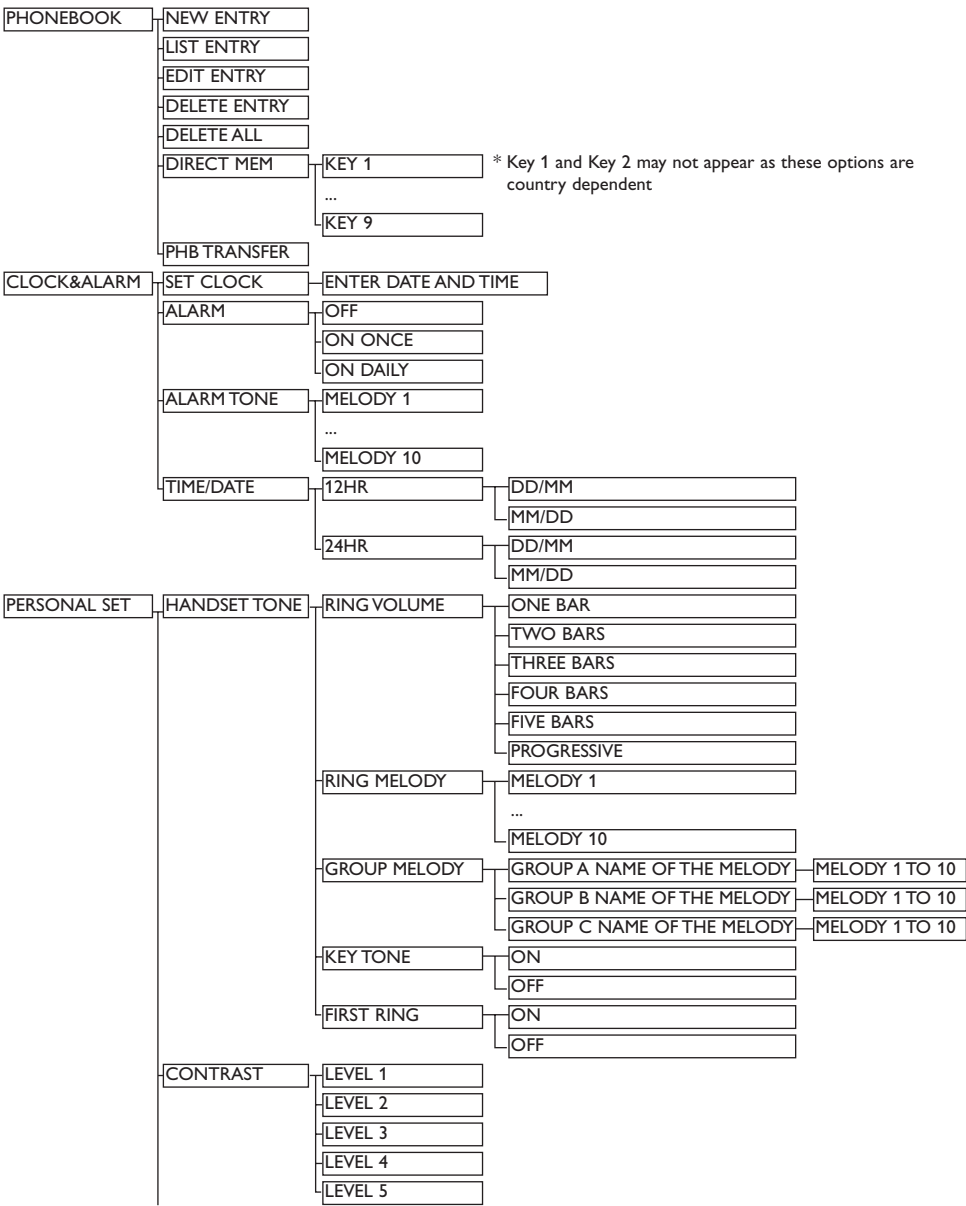 PHONEBOOK
NEW ENTRY
LIST ENTRY
EDIT ENTRY
DELETE ENTRY
DELETE ALL
DIRECT MEM
KEY 1
* Key 1 and Key 2 may not appear as these options are
country dependent
...
KEY 9
PHB TRANSFER
CLOCK&ALARM
SET CLOCK
ENTER DATE AND TIME
ALARM
OFF
ON ONCE
ON DAILY
ALARM TONE
MELODY 1
...
MELODY 10
TIME/DATE
12HR
DD/MM
MM/DD
24HR
DD/MM
MM/DD
PERSONAL SET
HANDSET TONE
RING VOLUME
ONE BAR
TWO BARS
THREE BARS
FOUR BARS
FIVE BARS
PROGRESSIVE
RING MELODY
MELODY 1
...
MELODY 10
GROUP MELODY
GROUP A NAME OF THE MELODY
MELODY 1 TO 10
GROUP B NAME OF THE MELODY
MELODY 1 TO 10
GROUP C NAME OF THE MELODY
MELODY 1 TO 10
KEY TONE
ON
OFF
FIRST RING
ON
OFF
CONTRAST
LEVEL 1
LEVEL 2
LEVEL 3
LEVEL 4
LEVEL 5